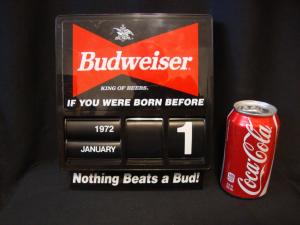 Budweiser
KING OF BEERS.
IF YOU WERE BORN BEFORE
1972
JANUARY 1
Nothing Beats a Bud!
Coca-Cola